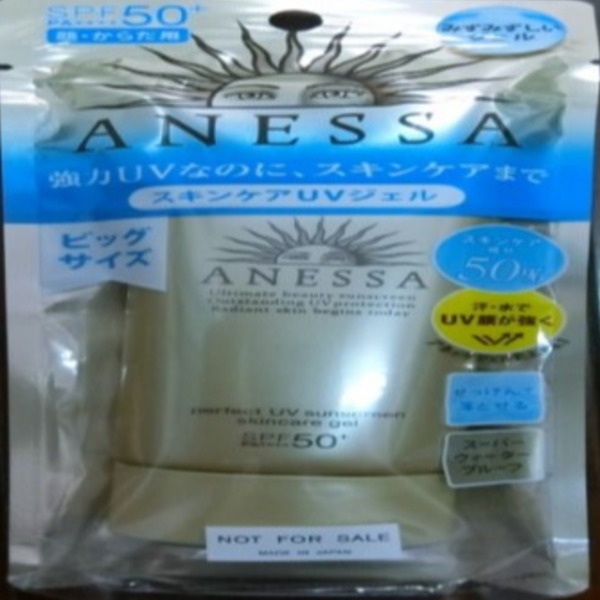 SPF50+
PA++++
顔・からだ用
みずみずしい
ジェル
ANESSA
強力UVなのに、スキンケアまで
スキンケアUVジェル
ビッグ
サイズ
スキンケア
成分
50%
ANESSA
Ultimate beauty sunscreen
Outstanding UV protection
Radiant skin begins today
汗・水で
UV膜が強く
せっけんで
落とせる
perfect UV sunscreen
skincare gel
SPF50+
PA++++
スーパー
ウォーター
プルーフ
NOT FOR SALE
MADE IN JAPAN